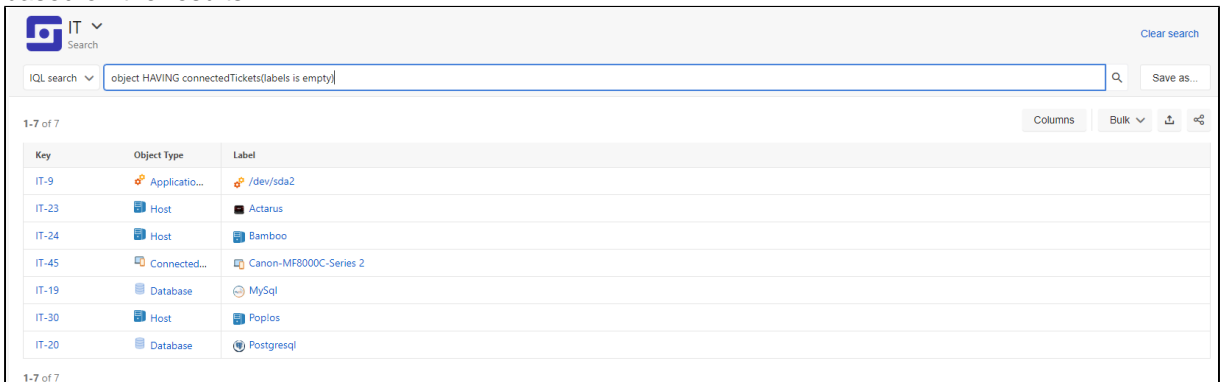 IT
Search
Clear search
IQL search
object HAVING connectedTickets(labels is empty)
Save as...
1-7 of 7
Columns
Bulk
Key Object Type Label
IT-9 Applicatio... /dev/sda2
IT-23 Host Actarus
IT-24 Host Bamboo
IT-45 Connected... Canon-MF8000C-Series 2
IT-19 Database MySql
IT-30 Host Poplos
IT-20 Database Postgresql
1-7 of 7